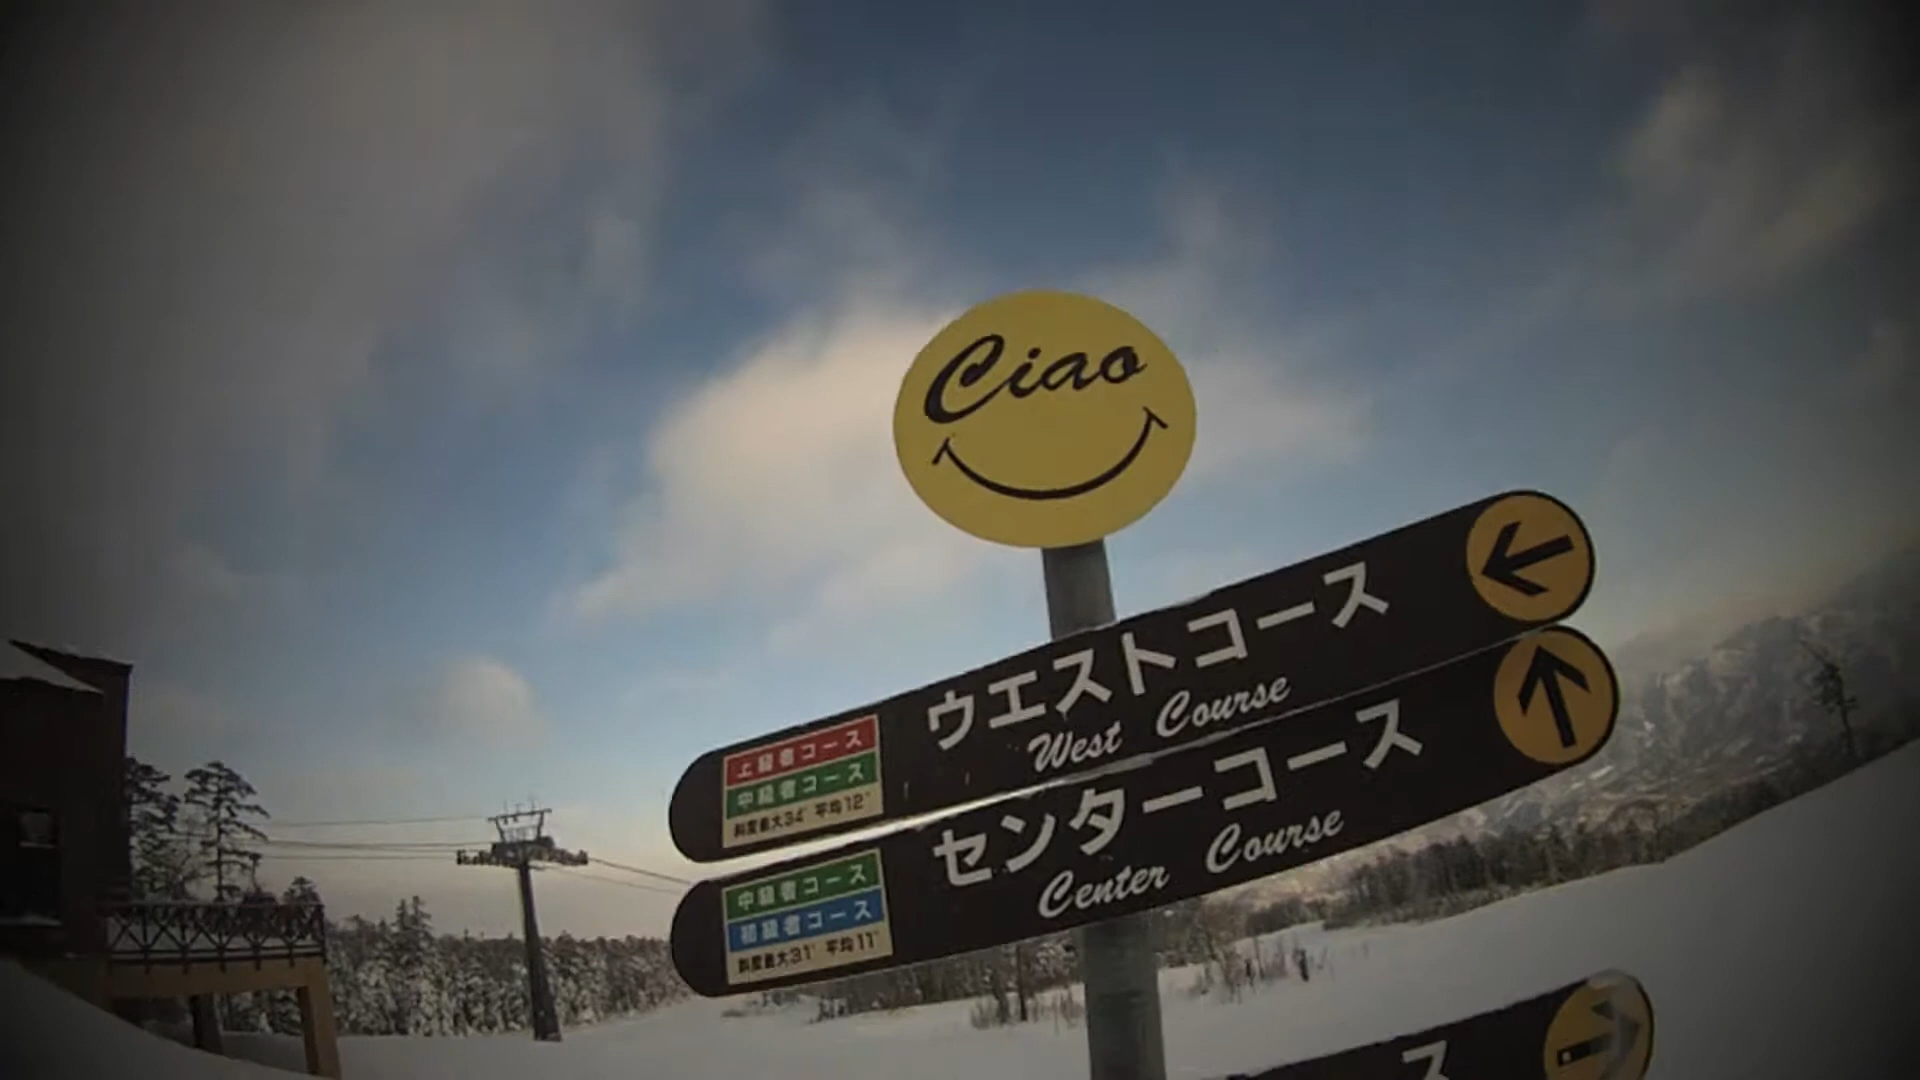 Ciao
ウエストコース
West Course
上級者コース
中級者コース
斜度最大34° 平均12°
センターコース
Center Course
中級者コース
初級者コース
斜度最大31° 平均11°
ス